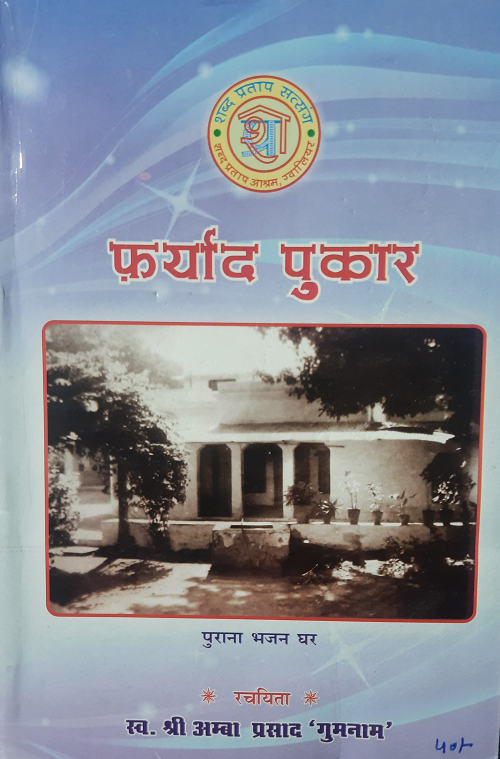 शब्द प्रताप सत्संग
शब्द प्रताप आश्रम, ग्वालियर
श
फ़र्याद पुकार
पुराना भजन घर
रचयिता
स्व. श्री अम्बा प्रसाद ‘गुमनाम’
५०/-